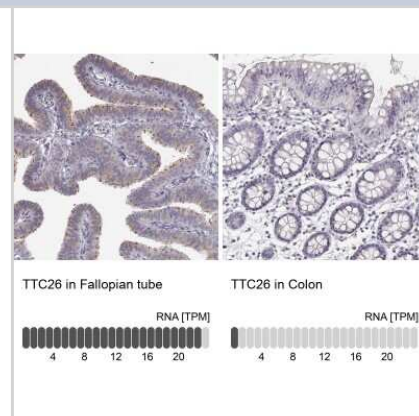 TTC26 in Fallopian tube
RNA [TPM]
4 8 12 16 20
TTC26 in Colon
RNA [TPM]
4 8 12 16 20